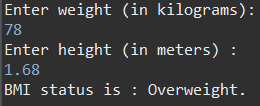 Enter weight (in kilograms):
78
Enter height (in meters) :
1.68
BMI status is : Overweight.